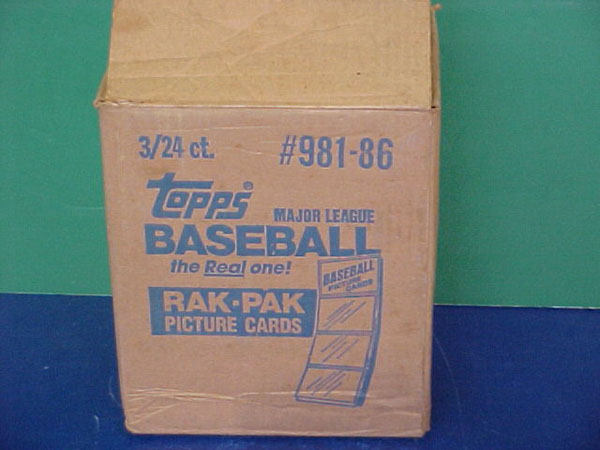 3/24 ct. #981-86
topps®
MAJOR LEAGUE
BASEBALL
the Real one!
RAK-PAK
PICTURE CARDS
BASEBALL
PICTURE
CARDS